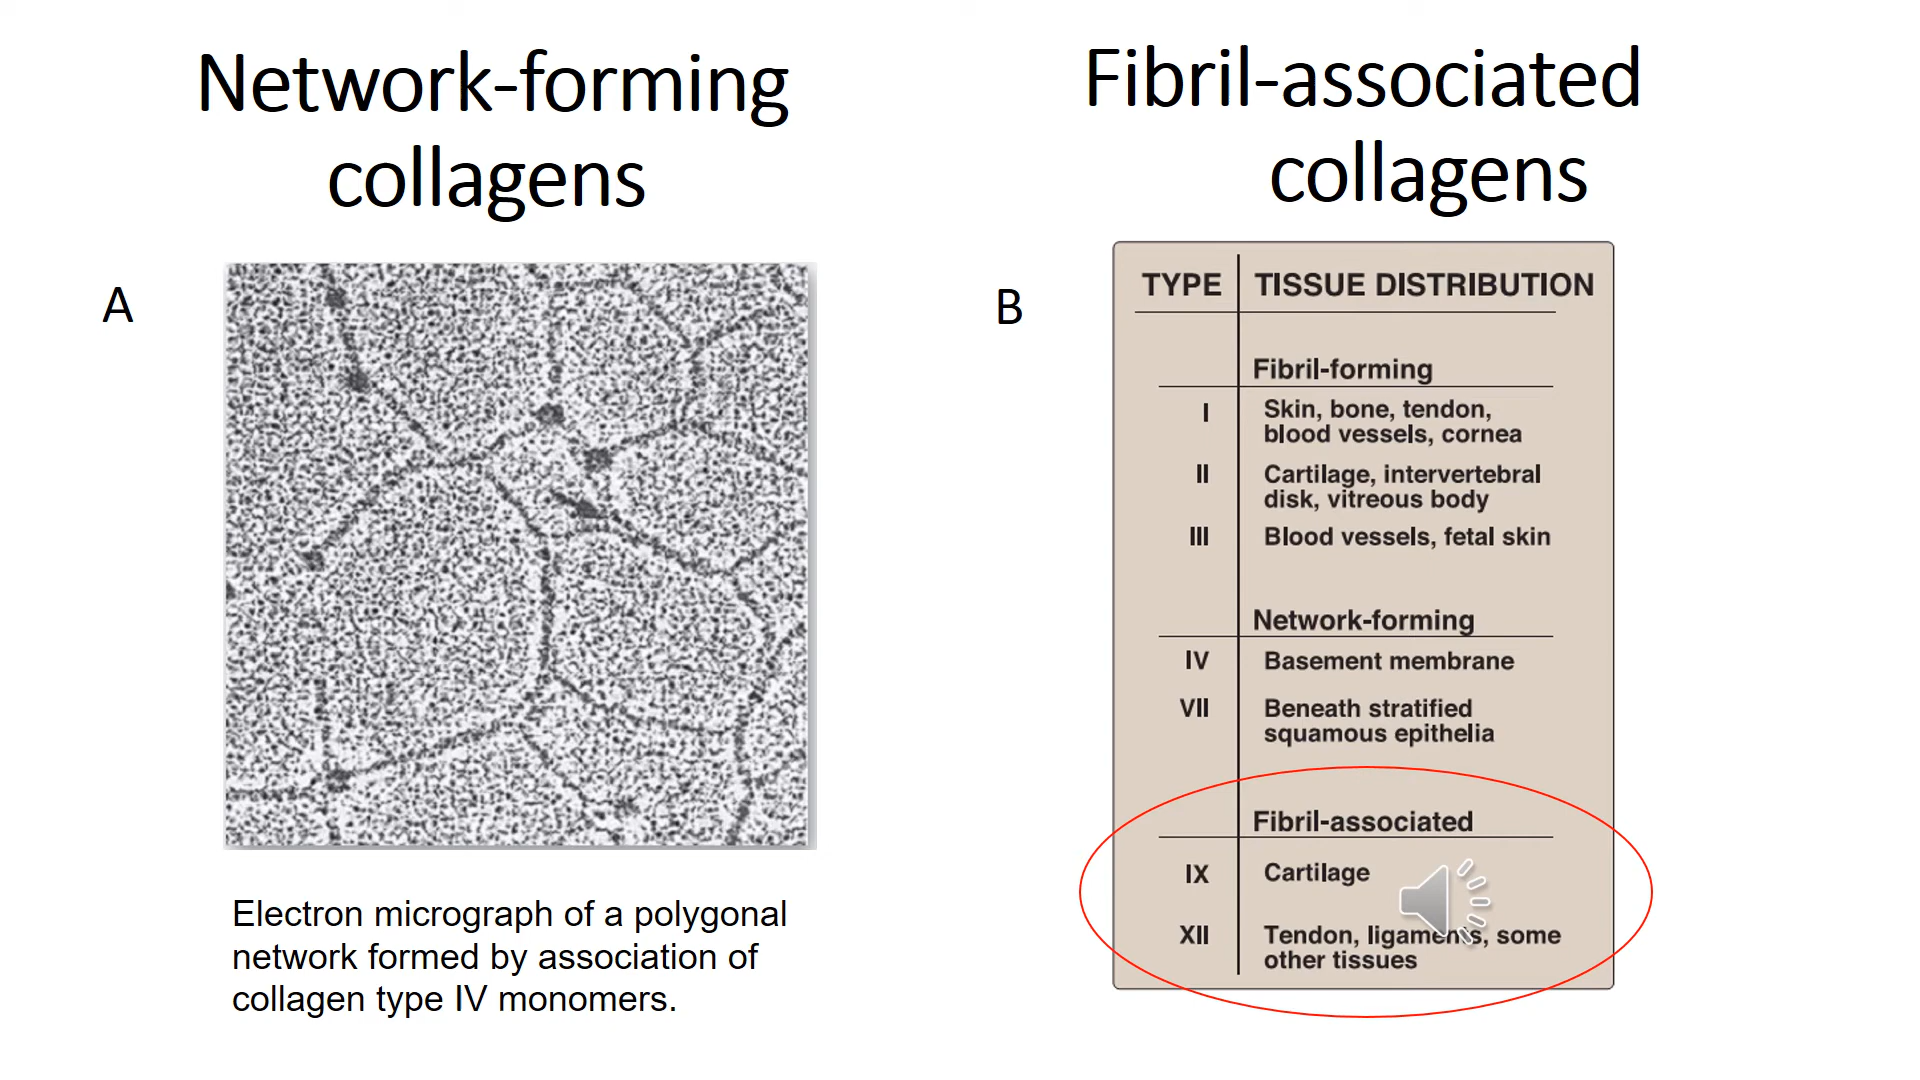 Network-forming
collagens
Fibril-associated
collagens
A
B
TYPE TISSUE DISTRIBUTION
Fibril-forming
I Skin, bone, tendon,
blood vessels, cornea
II Cartilage, intervertebral
disk, vitreous body
III Blood vessels, fetal skin
Network-forming
IV Basement membrane
VII Beneath stratified
squamous epithelia
Fibril-associated
IX Cartilage
XII Tendon, ligaments, some
other tissues
Electron micrograph of a polygonal
network formed by association of
collagen type IV monomers.